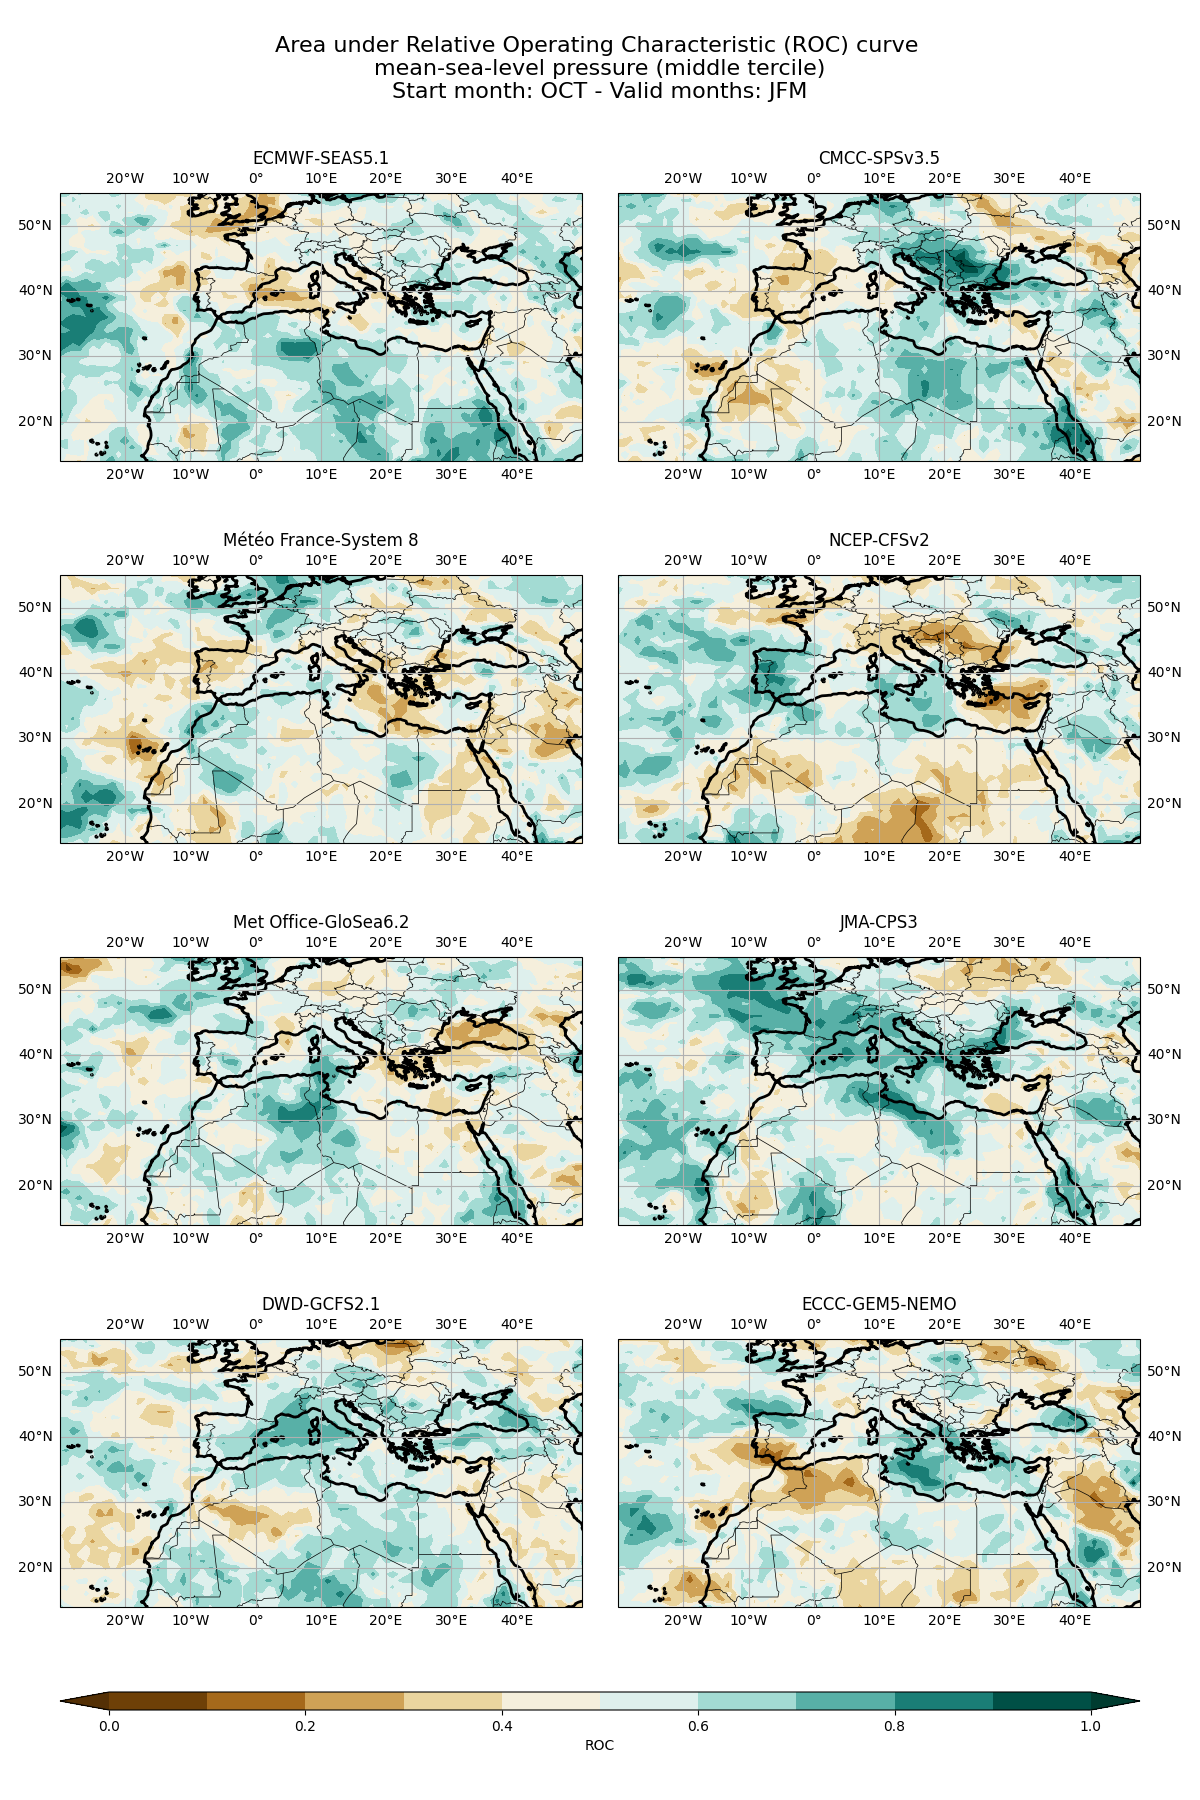 Area under Relative Operating Characteristic (ROC) curve
mean-sea-level pressure (middle tercile)
Start month: OCT - Valid months: JFM
ECMWF-SEAS5.1
20°W 10°W 0° 10°E 20°E 30°E 40°E
50°N
40°N
30°N
20°N
20°W 10°W 0° 10°E 20°E 30°E 40°E
CMCC-SPSv3.5
20°W 10°W 0° 10°E 20°E 30°E 40°E
50°N
40°N
30°N
20°N
20°W 10°W 0° 10°E 20°E 30°E 40°E
Météo France-System 8
20°W 10°W 0° 10°E 20°E 30°E 40°E
50°N
40°N
30°N
20°N
20°W 10°W 0° 10°E 20°E 30°E 40°E
NCEP-CFSv2
20°W 10°W 0° 10°E 20°E 30°E 40°E
50°N
40°N
30°N
20°N
20°W 10°W 0° 10°E 20°E 30°E 40°E
Met Office-GloSea6.2
20°W 10°W 0° 10°E 20°E 30°E 40°E
50°N
40°N
30°N
20°N
20°W 10°W 0° 10°E 20°E 30°E 40°E
JMA-CPS3
20°W 10°W 0° 10°E 20°E 30°E 40°E
50°N
40°N
30°N
20°N
20°W 10°W 0° 10°E 20°E 30°E 40°E
DWD-GCFS2.1
20°W 10°W 0° 10°E 20°E 30°E 40°E
50°N
40°N
30°N
20°N
20°W 10°W 0° 10°E 20°E 30°E 40°E
ECCC-GEM5-NEMO
20°W 10°W 0° 10°E 20°E 30°E 40°E
50°N
40°N
30°N
20°N
20°W 10°W 0° 10°E 20°E 30°E 40°E
0.0 0.2 0.4 0.6 0.8 1.0
ROC